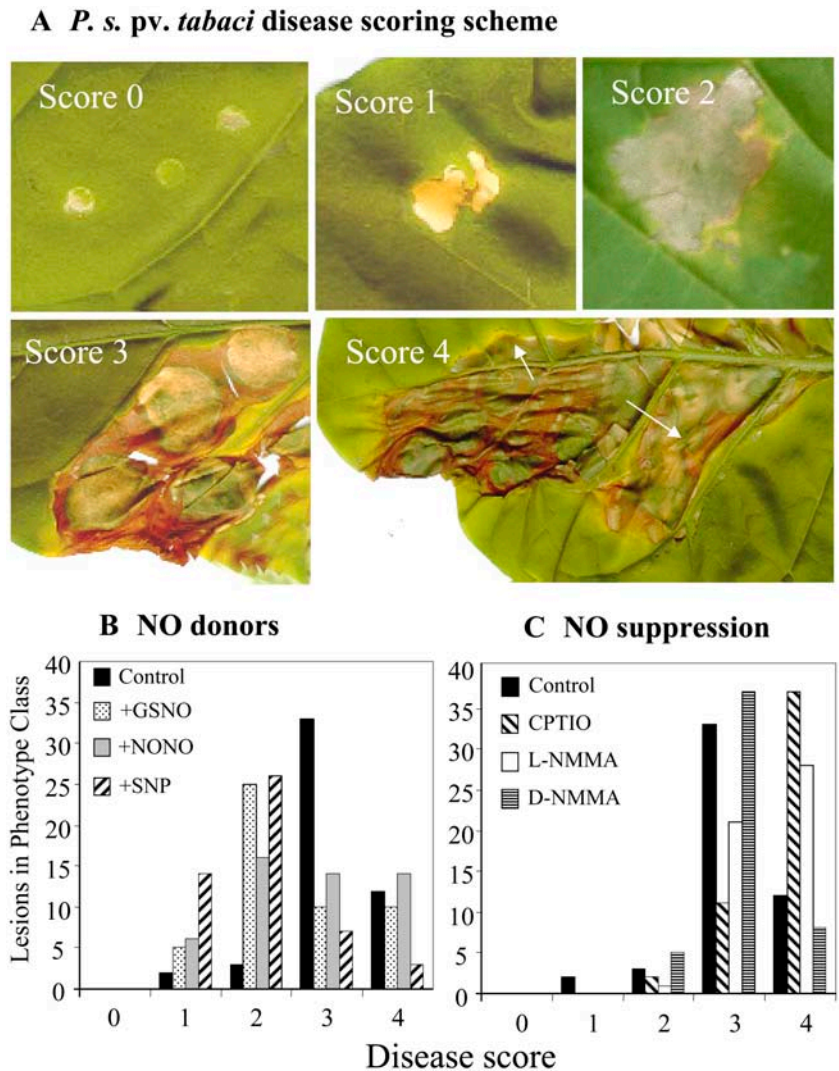 A P. s. pv. tabaci disease scoring scheme
Score 0
Score 1
Score 2
Score 3
Score 4
B NO donors
Lesions in Phenotype Class
40
35
30
25
20
15
10
5
0
Control
+GSNO
+NONO
+SNP
0 1 2 3 4
C NO suppression
40
35
30
25
20
15
10
5
0
Control
CPTIO
L-NMMA
D-NMMA
0 1 2 3 4
Disease score